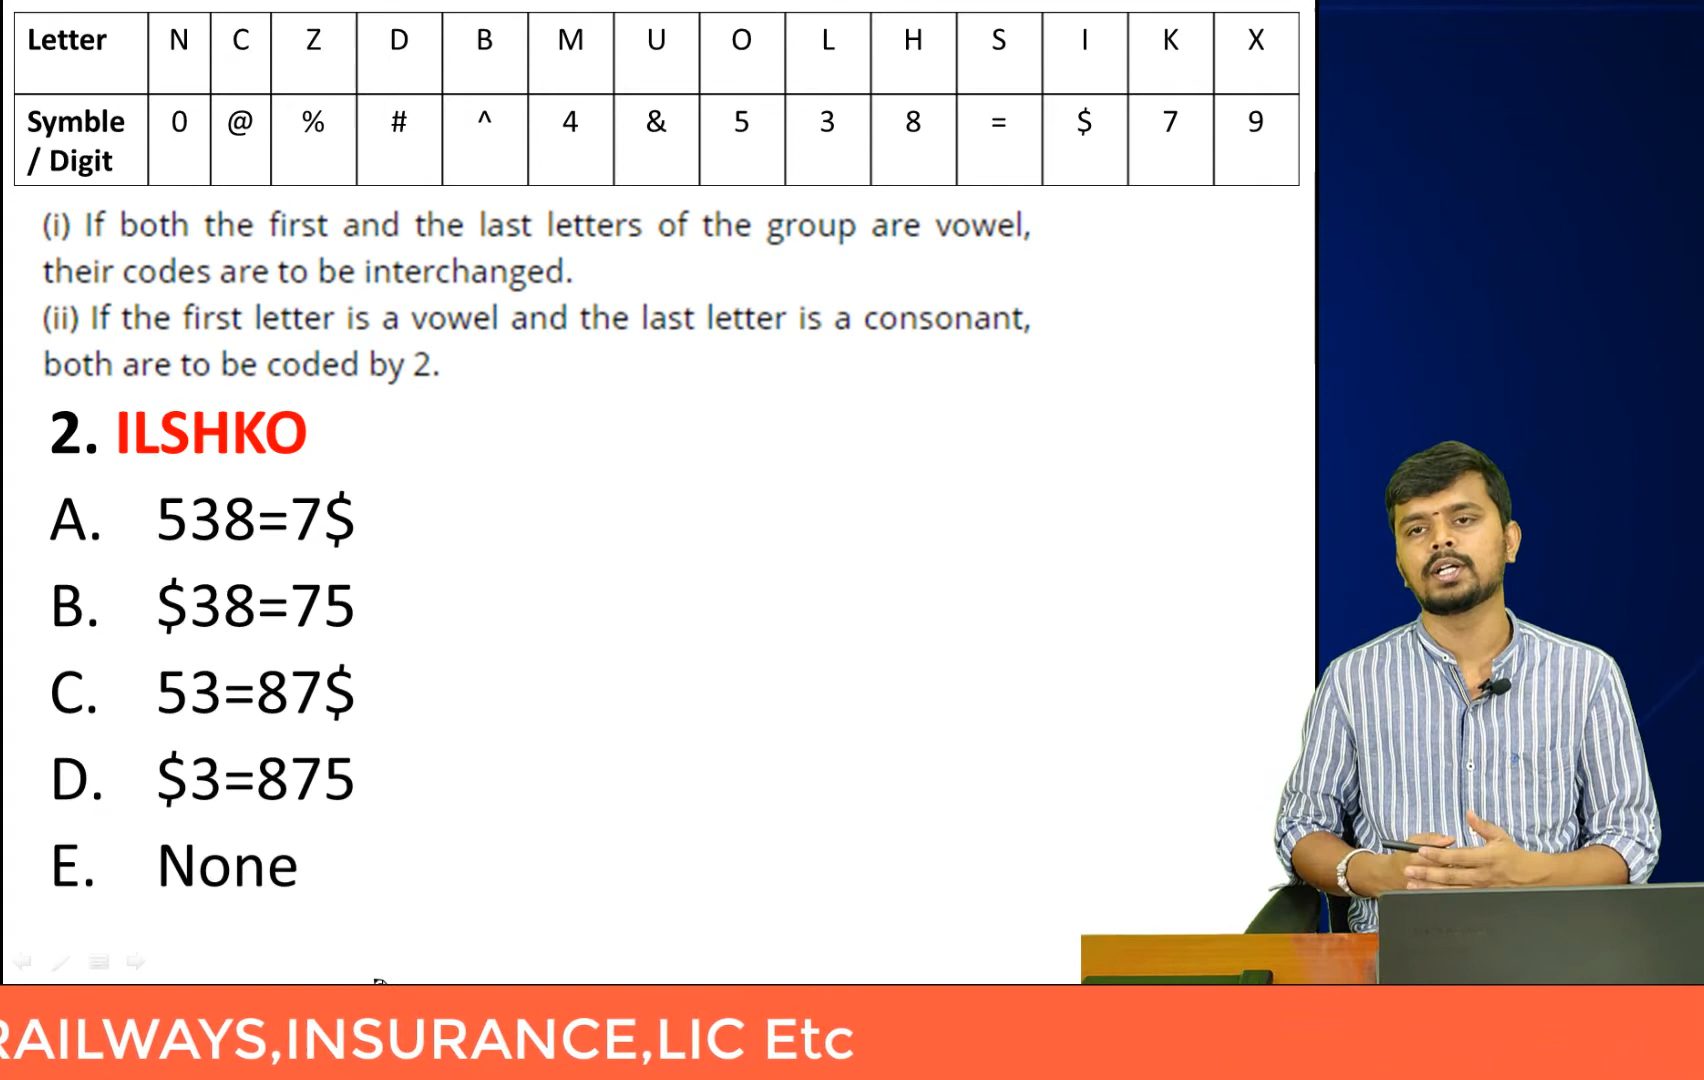 Letter N C Z D B M U O L H S I K X
Symble / Digit 0 @ % # ^ 4 & 5 3 8 = $ 7 9
(i) If both the first and the last letters of the group are vowel,
their codes are to be interchanged.
(ii) If the first letter is a vowel and the last letter is a consonant,
both are to be coded by 2.
2. ILSHKO
A. 538=7$
B. $38=75
C. 53=87$
D. $3=875
E. None
RAILWAYS,INSURANCE,LIC Etc